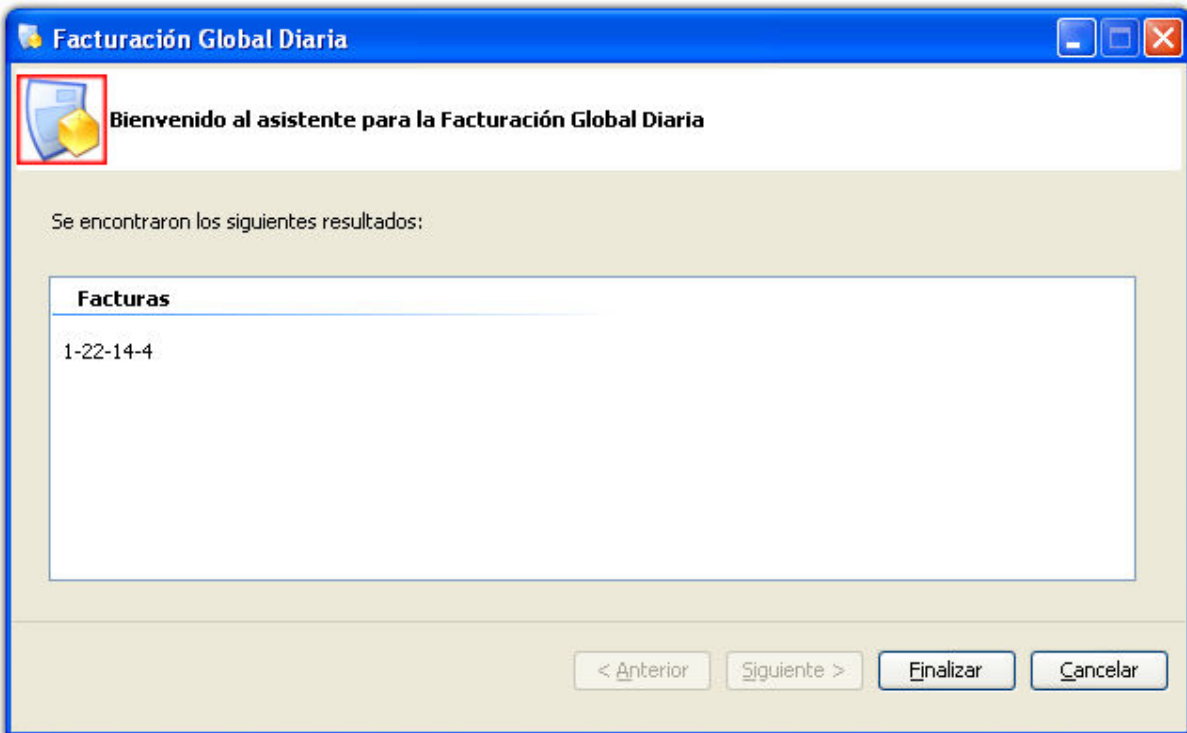 Facturación Global Diaria
Bienvenido al asistente para la Facturación Global Diaria
Se encontraron los siguientes resultados:
Facturas
1-22-14-4
< Anterior Siguiente > Finalizar Cancelar